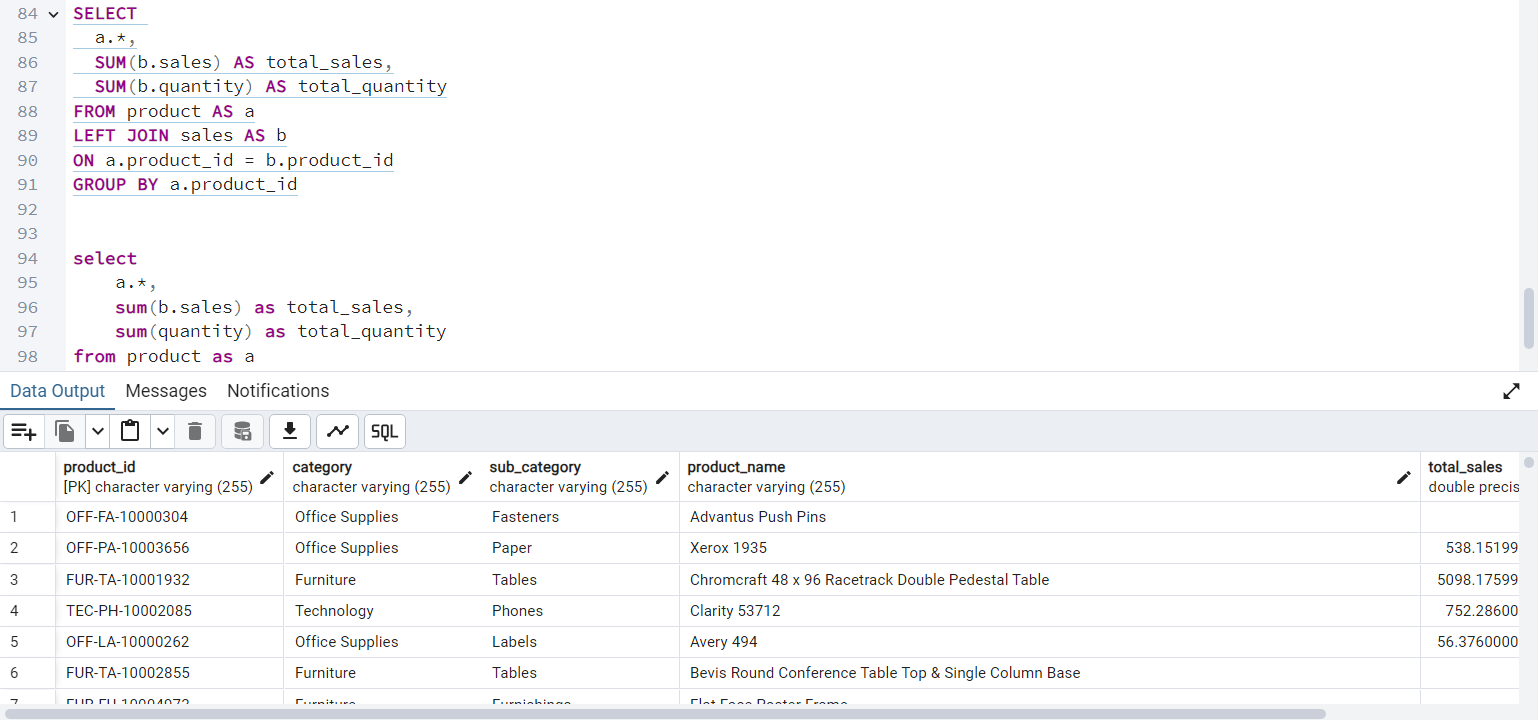 84 SELECT
85 a.*,
86 SUM(b.sales) AS total_sales,
87 SUM(b.quantity) AS total_quantity
88 FROM product AS a
89 LEFT JOIN sales AS b
90 ON a.product_id = b.product_id
91 GROUP BY a.product_id
92
93
94 select
95 a.*,
96 sum(b.sales) as total_sales,
97 sum(quantity) as total_quantity
98 from product as a
Data Output Messages Notifications
SQL
product_id category sub_category product_name total_sales
[PK] character varying (255) character varying (255) character varying (255) character varying (255) double precis
1 OFF-FA-10000304 Office Supplies Fasteners Advantus Push Pins
2 OFF-PA-10003656 Office Supplies Paper Xerox 1935 538.15199
3 FUR-TA-10001932 Furniture Tables Chromcraft 48 x 96 Racetrack Double Pedestal Table 5098.17599
4 TEC-PH-10002085 Technology Phones Clarity 53712 752.28600
5 OFF-LA-10000262 Office Supplies Labels Avery 494 56.3760000
6 FUR-TA-10002855 Furniture Tables Bevis Round Conference Table Top & Single Column Base
7 Furniture Furnishings